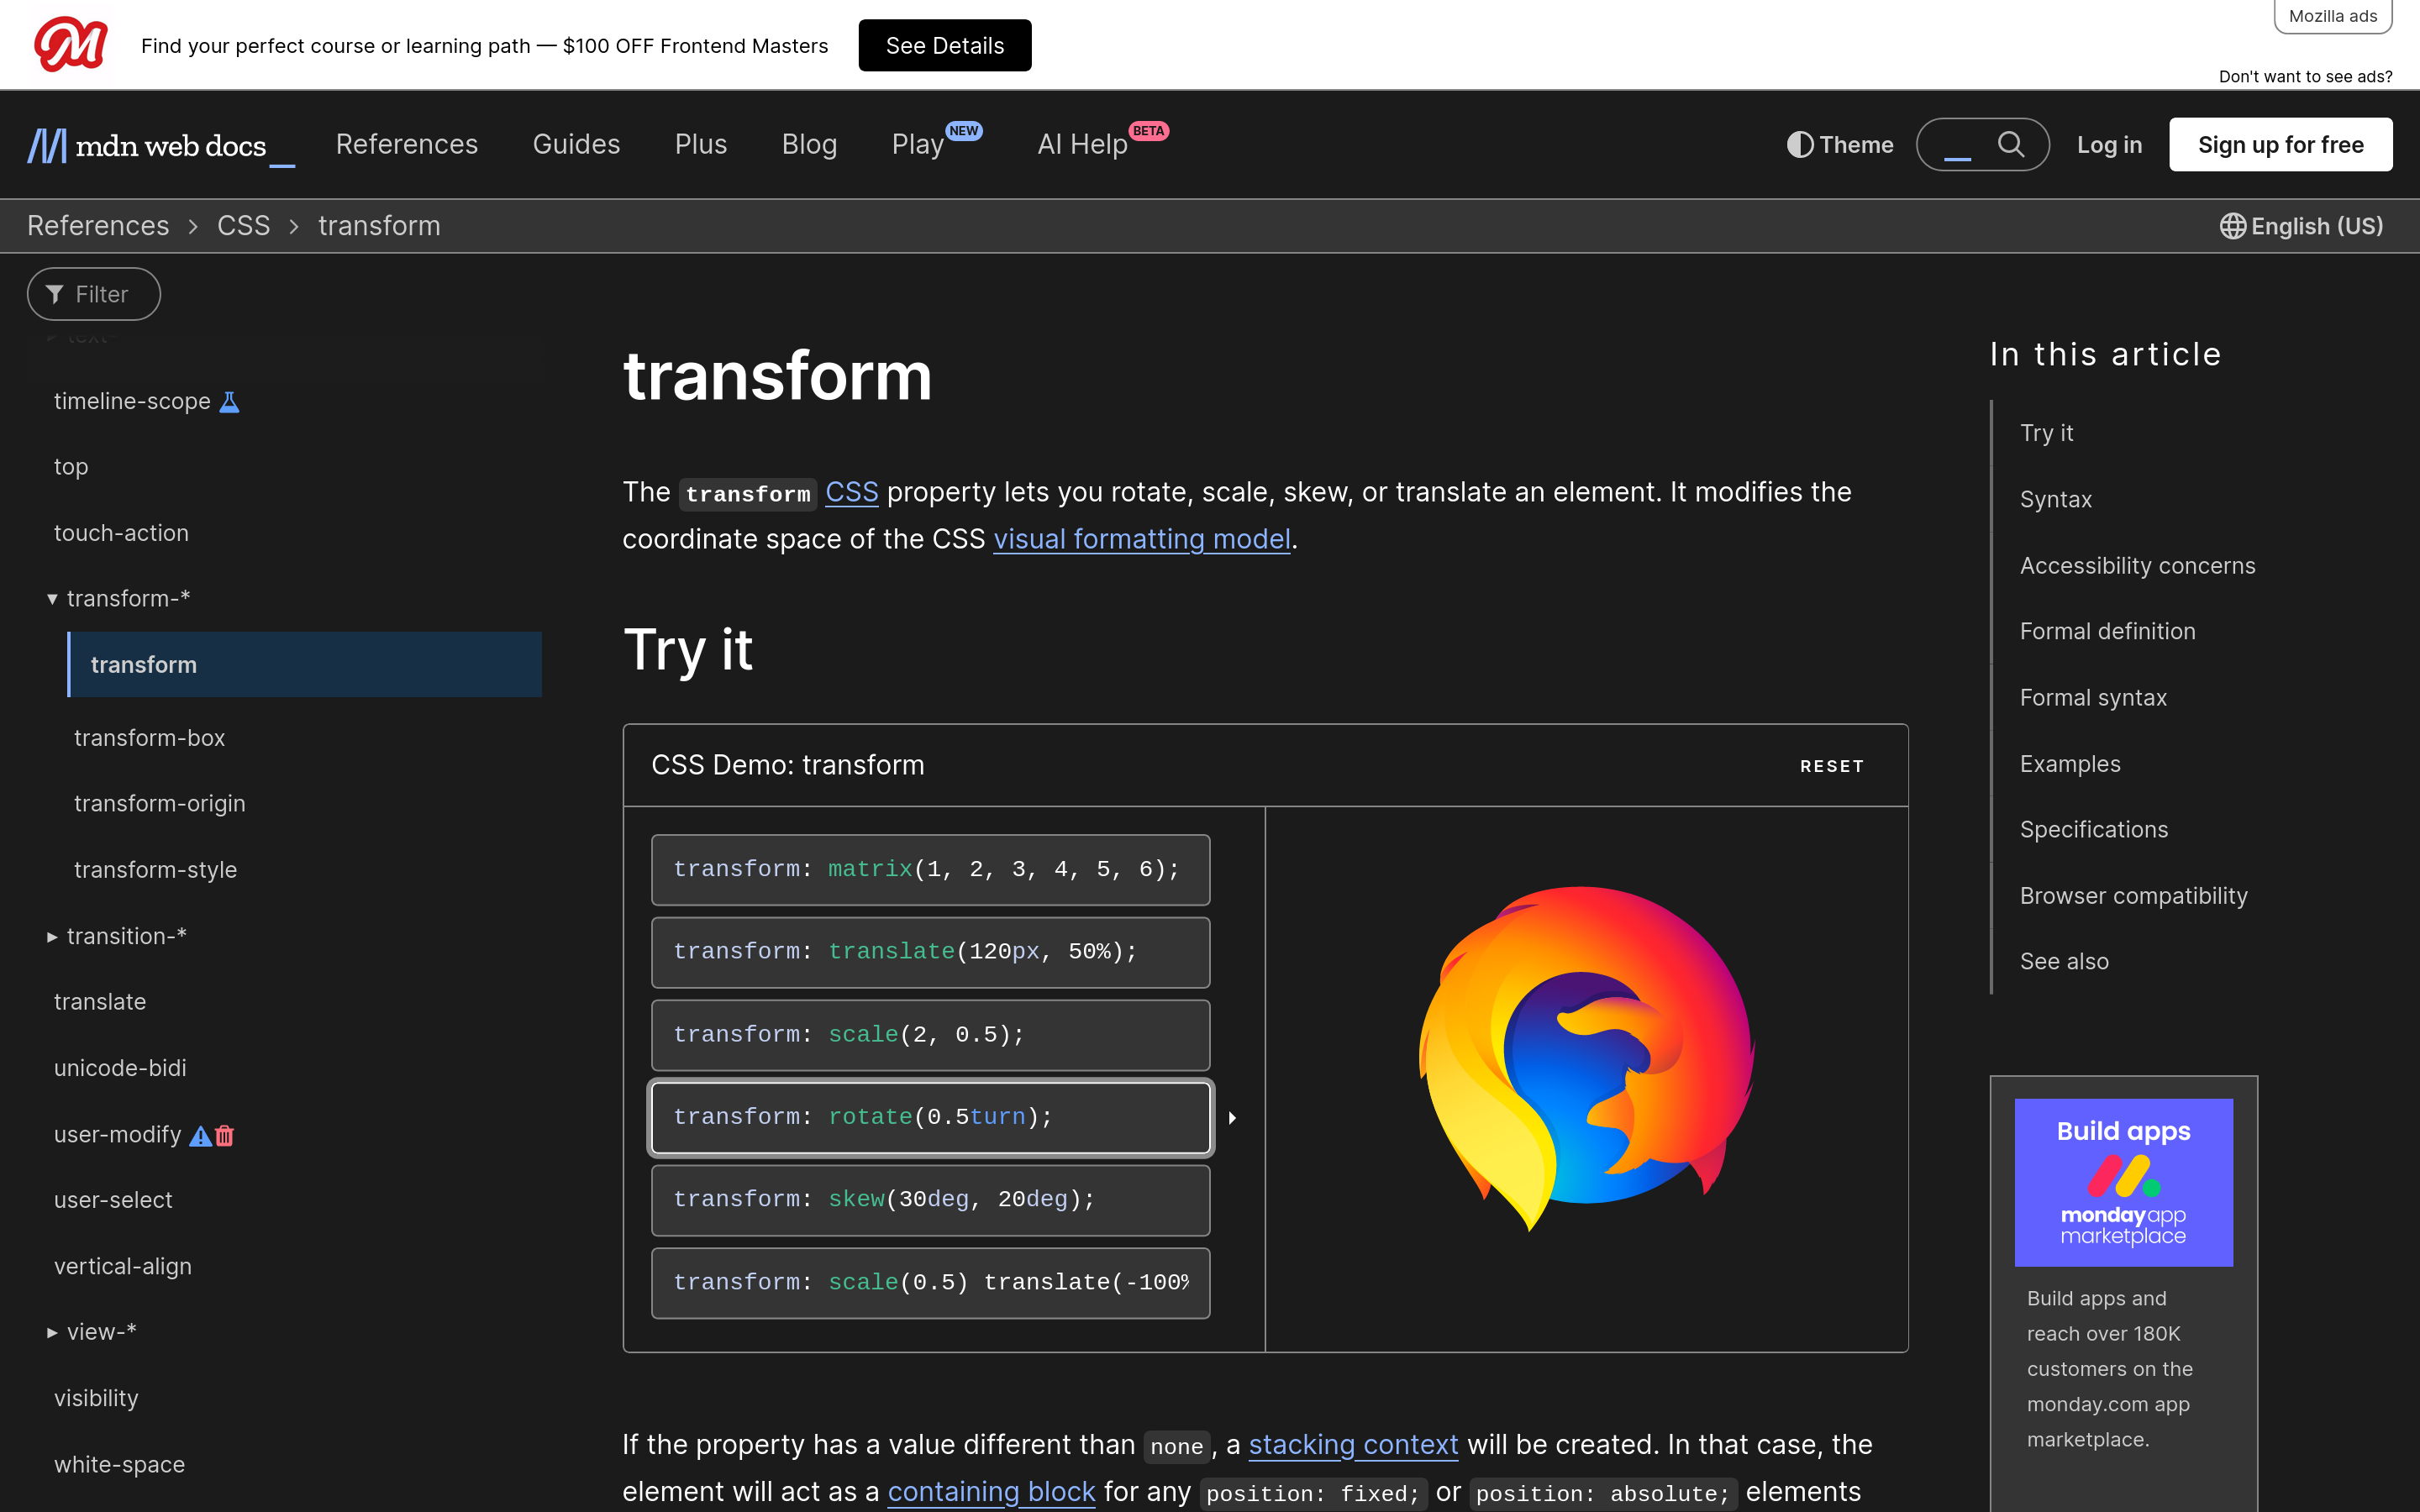 Mozilla ads
Find your perfect course or learning path — $100 OFF Frontend Masters
See Details
Don't want to see ads?
mdn web docs_
References
Guides
Plus
Blog
Play NEW
AI Help BETA
Theme
Log in
Sign up for free
References > CSS > transform
English (US)
Filter
text-
timeline-scope
top
touch-action
transform-*
transform
transform-box
transform-origin
transform-style
transition-*
translate
unicode-bidi
user-modify
user-select
vertical-align
view-*
visibility
white-space
transform
The transform CSS property lets you rotate, scale, skew, or translate an element. It modifies the
coordinate space of the CSS visual formatting model.
Try it
CSS Demo: transform
RESET
transform: matrix(1, 2, 3, 4, 5, 6);
transform: translate(120px, 50%);
transform: scale(2, 0.5);
transform: rotate(0.5turn);
transform: skew(30deg, 20deg);
transform: scale(0.5) translate(-100%
If the property has a value different than none, a stacking context will be created. In that case, the
element will act as a containing block for any position: fixed; or position: absolute; elements
In this article
Try it
Syntax
Accessibility concerns
Formal definition
Formal syntax
Examples
Specifications
Browser compatibility
See also
Build apps
monday app
marketplace
Build apps and
reach over 180K
customers on the
monday.com app
marketplace.